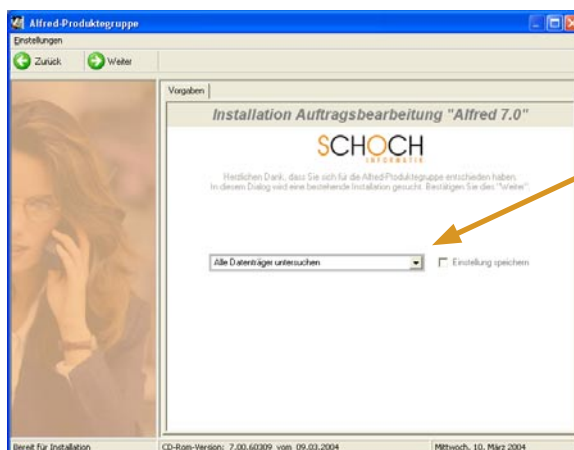 Alfred-Produktegruppe
Einstellungen
Zurück
Weiter
Vorgaben
Installation Auftragsbearbeitung "Alfred 7.0"
SCHOCH
INFORMATIK
Herzlichen Dank, dass Sie sich für die Alfred-Produktegruppe entschieden haben.
In diesem Dialog wird eine bestehende Installation gesucht. Bestätigen Sie dies "Weiter".
Alle Datenträger untersuchen
Einstellung speichern
Bereit für Installation
CD-Rom-Version: 7.00.60309 vom 09.03.2004
Mittwoch, 10. März 2004